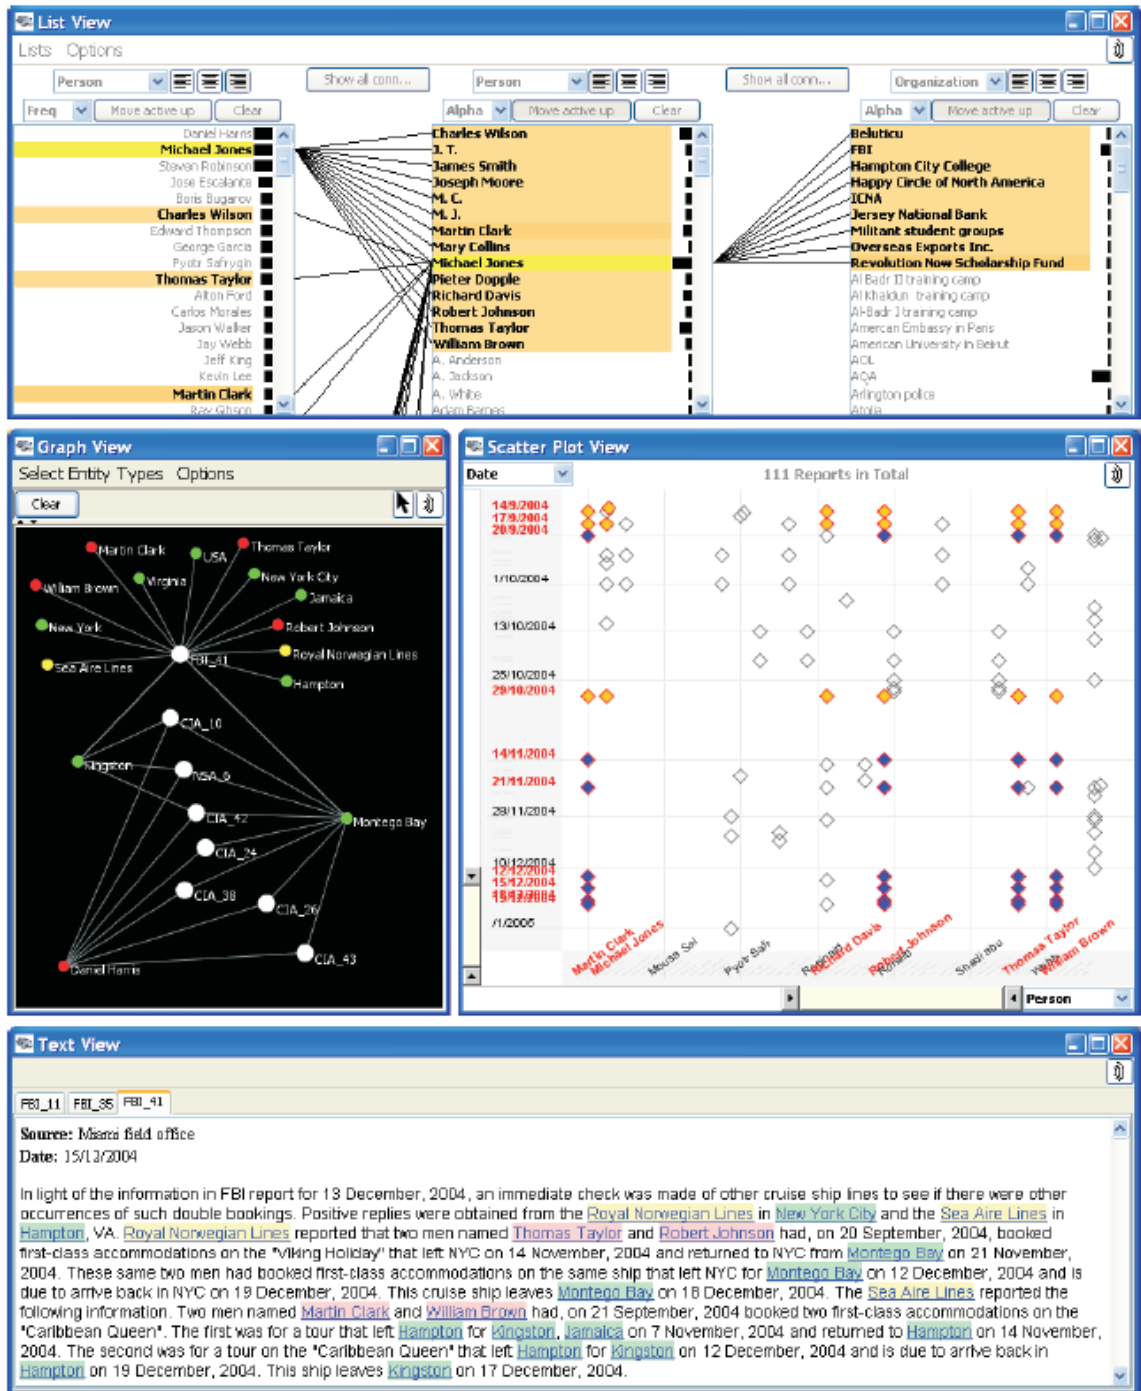 List View
Lists Options
Person Show all conn... Person Show all conn... Organization
Freq Move active up Clear Alpha Move active up Clear Alpha Move active up Clear
Daniel Harris Charles Wilson Beluticu
Michael Jones J. T. FBI
Steven Robinson James Smith Hampton City College
Jose Escalante Joseph Moore Happy Circle of North America
Boris Bugarov M. C. ICNA
Charles Wilson M. J. Jersey National Bank
Edward Thompson Martin Clark Militant student groups
George Garcia Mary Collins Overseas Exports Inc.
Pyotr Safrygin Michael Jones Revolution Now Scholarship Fund
Thomas Taylor Pieter Dopple Al Badr II training camp
Alton Ford Richard Davis Al Khaldun training camp
Carlos Morales Robert Johnson Al-Badr I training camp
Jason Walker Thomas Taylor American Embassy in Paris
Jay Webb William Brown American University in Beirut
Jeff King A. Anderson AOL
Kevin Lee A. Jackson AQA
Martin Clark A. White Arlington police
Ray Gibson Adam Barnes
Graph View
Select Entity Types Options
Clear
Martin Clark
USA
Thomas Taylor
William Brown
Virginia
New York City
Jamaica
New York
Robert Johnson
Sea Aire Lines
FBI_41
Royal Norwegian Lines
Hampton
CIA_10
Kingston
NSA_6
CIA_42
Montego Bay
CIA_24
CIA_38
CIA_26
CIA_43
Daniel Harris
Scatter Plot View
Date 111 Reports in Total
14/9/2004
17/9/2004
20/9/2004
1/10/2004
13/10/2004
25/10/2004
29/10/2004
14/11/2004
21/11/2004
28/11/2004
10/12/2004
12/12/2004
15/12/2004
19/12/2004
/1/2005
Martin Clark
Michael Jones
Mousa Sel
Pyotr Safr
Richard Davis
Robert Johnson
Thomas Taylor
William Brown
Person
Text View
FBI_11 FBI_35 FBI_41
Source: Miami field office
Date: 15/12/2004
In light of the information in FBI report for 13 December, 2004, an immediate check was made of other cruise ship lines to see if there were other
occurrences of such double bookings. Positive replies were obtained from the Royal Norwegian Lines in New York City and the Sea Aire Lines in
Hampton, VA. Royal Norwegian Lines reported that two men named Thomas Taylor and Robert Johnson had, on 20 September, 2004, booked
first-class accommodations on the "Viking Holiday" that left NYC on 14 November, 2004 and returned to NYC from Montego Bay on 21 November,
2004. These same two men had booked first-class accommodations on the same ship that left NYC for Montego Bay on 12 December, 2004 and is
due to arrive back in NYC on 19 December, 2004. This cruise ship leaves Montego Bay on 16 December, 2004. The Sea Aire Lines reported the
following information. Two men named Martin Clark and William Brown had, on 21 September, 2004 booked two first-class accommodations on the
"Caribbean Queen". The first was for a tour that left Hampton for Kingston, Jamaica on 7 November, 2004 and returned to Hampton on 14 November,
2004. The second was for a tour on the "Caribbean Queen" that left Hampton for Kingston on 12 December, 2004 and is due to arrive back in
Hampton on 19 December, 2004. This ship leaves Kingston on 17 December, 2004.